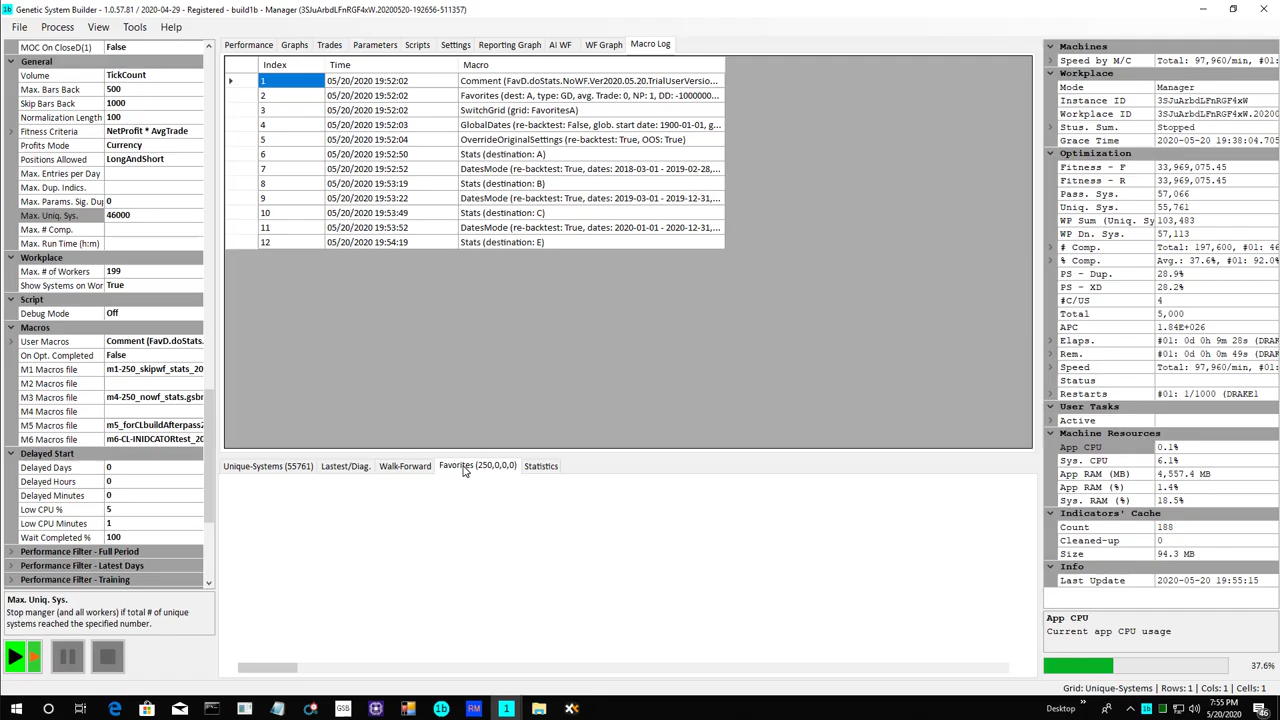 Genetic System Builder - 1.0.57.81 / 2020-04-29 - Registered - build1b - Manager (3SJuArbdLFnRGF4xW.20200520-192656-511357)
File Process View Tools Help
MOC On CloseD(1) False
General
Volume TickCount
Max. Bars Back 500
Skip Bars Back 1000
Normalization Length 100
Fitness Criteria NetProfit * AvgTrade
Profits Mode Currency
Positions Allowed LongAndShort
Max. Entries per Day
Max. Dup. Indics.
Max. Params. Sig. Dup 0
Max. Uniq. Sys. 46000
Max. # Comp.
Max. Run Time (h:m)
Workplace
Max. # of Workers 199
Show Systems on Wor True
Script
Debug Mode Off
Macros
User Macros Comment (FavD.doStats.
On Opt. Completed False
M1 Macros file m1-250_skipwf_stats_20
M2 Macros file
M3 Macros file m4-250_nowf_stats.gsbr
M4 Macros file
M5 Macros file m5_forCLbuildAfterpass2
M6 Macros file m6-CL-INIDCATORtest_20
Delayed Start
Delayed Days 0
Delayed Hours 0
Delayed Minutes 0
Low CPU % 5
Low CPU Minutes 1
Wait Completed % 100
Performance Filter - Full Period
Performance Filter - Latest Days
Performance Filter - Training
Max. Uniq. Sys.
Stop manger (and all workers) if total # of unique
systems reached the specified number.
Performance Graphs Trades Parameters Scripts Settings Reporting Graph AI WF WF Graph Macro Log
Index Time Macro
1 05/20/2020 19:52:02 Comment (FavD.doStats.NoWF.Ver2020.05.20.TrialUserVersio...
2 05/20/2020 19:52:02 Favorites (dest: A, type: GD, avg. Trade: 0, NP: 1, DD: -1000000...
3 05/20/2020 19:52:02 SwitchGrid (grid: FavoritesA)
4 05/20/2020 19:52:03 GlobalDates (re-backtest: False, glob. start date: 1900-01-01, g...
5 05/20/2020 19:52:04 OverrideOriginalSettings (re-backtest: True, OOS: True)
6 05/20/2020 19:52:50 Stats (destination: A)
7 05/20/2020 19:52:52 DatesMode (re-backtest: True, dates: 2018-03-01 - 2019-02-28,...
8 05/20/2020 19:53:19 Stats (destination: B)
9 05/20/2020 19:53:22 DatesMode (re-backtest: True, dates: 2019-03-01 - 2019-12-31,...
10 05/20/2020 19:53:49 Stats (destination: C)
11 05/20/2020 19:53:52 DatesMode (re-backtest: True, dates: 2020-01-01 - 2020-12-31,...
12 05/20/2020 19:54:19 Stats (destination: E)
Unique-Systems (55761) Lastest/Diag. Walk-Forward Favorites (250,0,0,0) Statistics
Machines
Speed by M/C Total: 97,960/min, #01:
Workplace
Mode Manager
Instance ID 3SJuArbdLFnRGF4xW
Workplace ID 3SJuArbdLFnRGF4xW.20200
Stus. Sum. Stopped
Grace Time 2020-05-20 19:38:04.705
Optimization
Fitness - F 33,969,075.45
Fitness - R 33,969,075.45
Pass. Sys. 57,066
Uniq. Sys. 55,761
WP Sum (Uniq. Sy 103,483
WP Dn. Sys. 57,113
# Comp. Total: 197,600, #01: 46
% Comp. Avg.: 37.6%, #01: 92.0%
PS - Dup. 28.9%
PS - XD 28.2%
#C/US 4
Total 5,000
APC 1.84E+026
Elaps. #01: 0d 0h 9m 28s (DRAKE
Rem. #01: 0d 0h 0m 49s (DRAK
Speed Total: 97,960/min, #01:
Status
Restarts #01: 1/1000 (DRAKE1
User Tasks
Active
Machine Resources
App CPU 0.1%
Sys. CPU 6.1%
App RAM (MB) 4,557.4 MB
App RAM (%) 1.4%
Sys. RAM (%) 18.5%
Indicators' Cache
Count 188
Cleaned-up 0
Size 94.3 MB
Info
Last Update 2020-05-20 19:55:15
App CPU
Current app CPU usage
37.6%
Grid: Unique-Systems | Rows: 1 | Cols: 1 | Cells: 1
GSB 1b RM 1 Desktop 1b 7:55 PM
5/20/2020 46